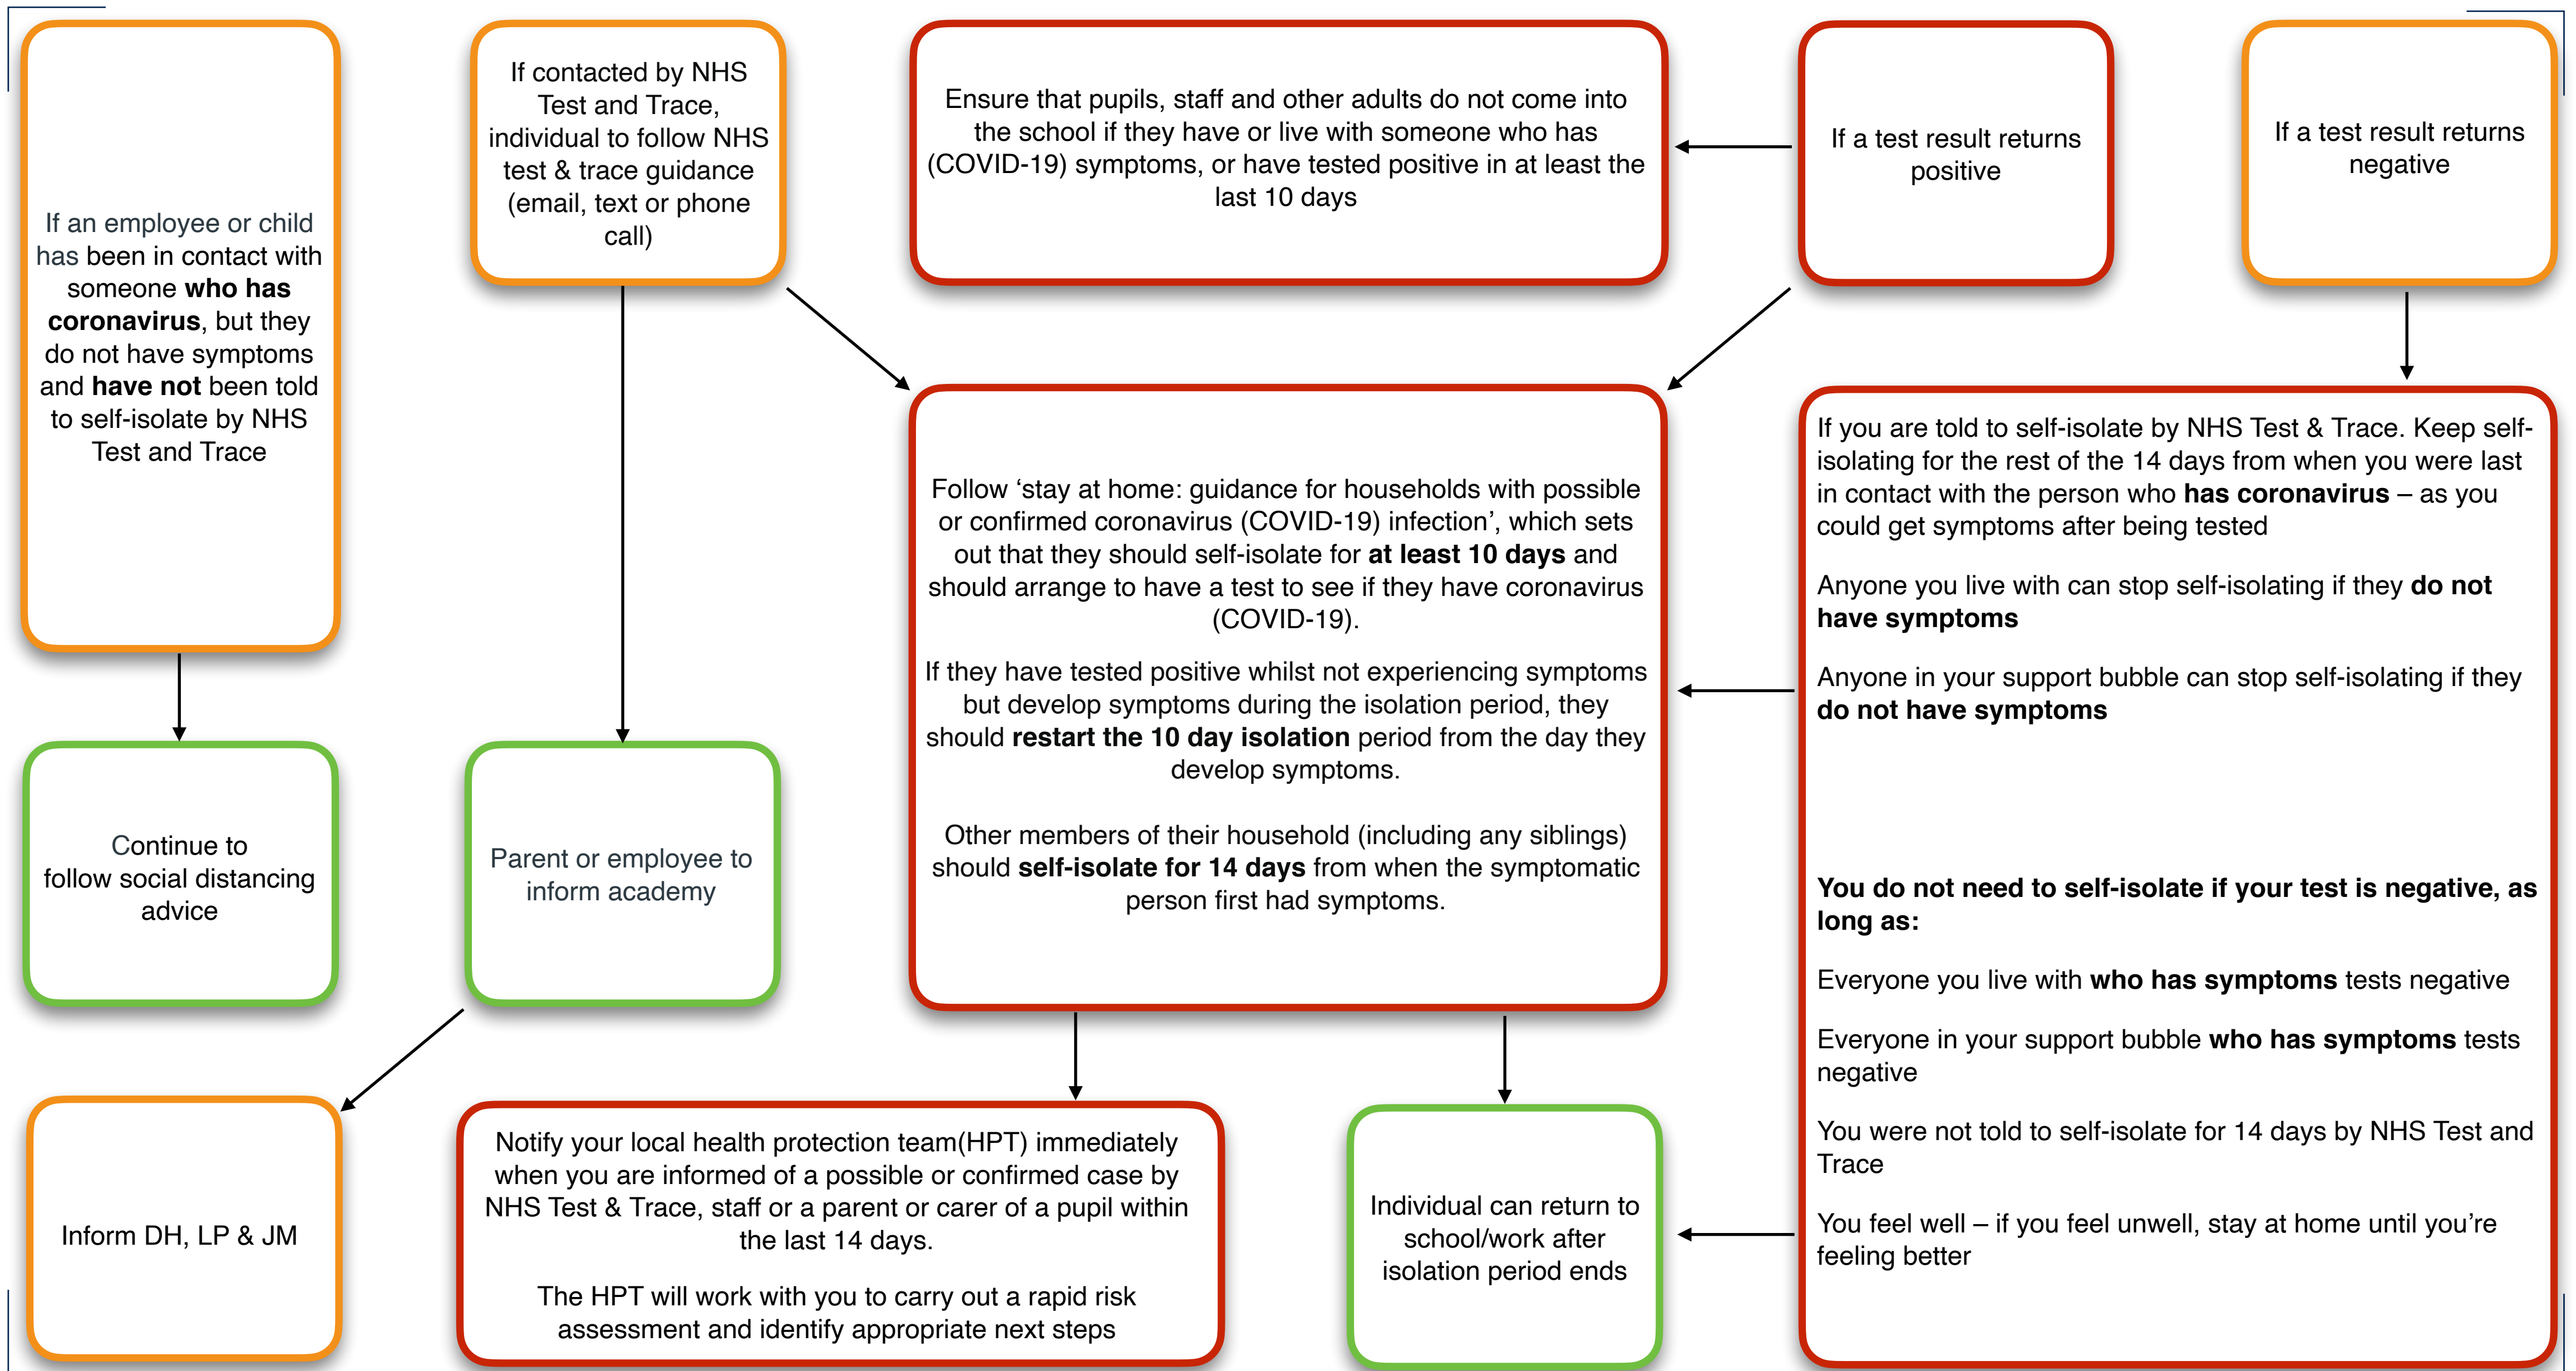 If an employee or child
has been in contact with
someone who has
coronavirus, but they
do not have symptoms
and have not been told
to self-isolate by NHS
Test and Trace
If contacted by NHS
Test and Trace,
individual to follow NHS
test & trace guidance
(email, text or phone
call)
Ensure that pupils, staff and other adults do not come into
the school if they have or live with someone who has
(COVID-19) symptoms, or have tested positive in at least the
last 10 days
If a test result returns
positive
If a test result returns
negative
Follow ‘stay at home: guidance for households with possible
or confirmed coronavirus (COVID-19) infection’, which sets
out that they should self-isolate for at least 10 days and
should arrange to have a test to see if they have coronavirus
(COVID-19).
If they have tested positive whilst not experiencing symptoms
but develop symptoms during the isolation period, they
should restart the 10 day isolation period from the day they
develop symptoms.
Other members of their household (including any siblings)
should self-isolate for 14 days from when the symptomatic
person first had symptoms.
If you are told to self-isolate by NHS Test & Trace. Keep self-
isolating for the rest of the 14 days from when you were last
in contact with the person who has coronavirus – as you
could get symptoms after being tested
Anyone you live with can stop self-isolating if they do not
have symptoms
Anyone in your support bubble can stop self-isolating if they
do not have symptoms
You do not need to self-isolate if your test is negative, as
long as:
Everyone you live with who has symptoms tests negative
Everyone in your support bubble who has symptoms tests
negative
You were not told to self-isolate for 14 days by NHS Test and
Trace
You feel well – if you feel unwell, stay at home until you’re
feeling better
Continue to
follow social distancing
advice
Parent or employee to
inform academy
Inform DH, LP & JM
Notify your local health protection team(HPT) immediately
when you are informed of a possible or confirmed case by
NHS Test & Trace, staff or a parent or carer of a pupil within
the last 14 days.
The HPT will work with you to carry out a rapid risk
assessment and identify appropriate next steps
Individual can return to
school/work after
isolation period ends